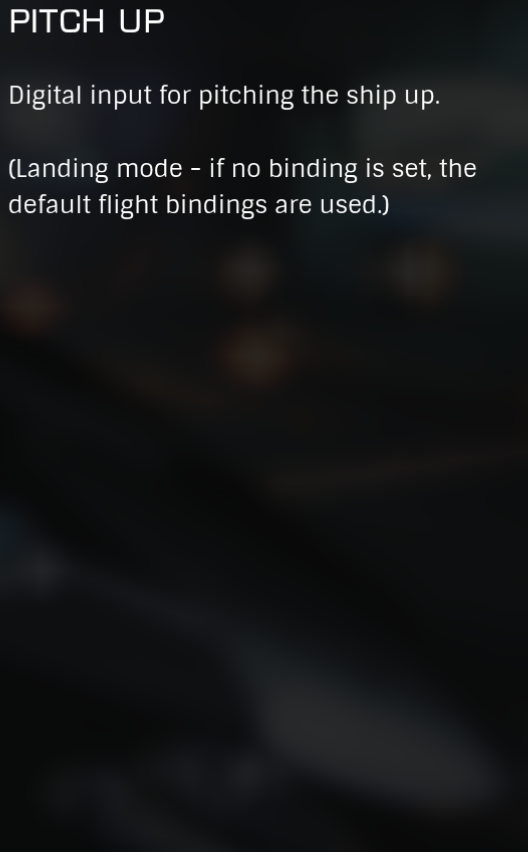 PITCH UP
Digital input for pitching the ship up.
(Landing mode - if no binding is set, the
default flight bindings are used.)